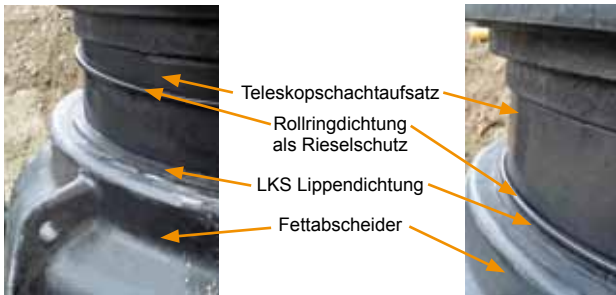 Teleskopschachtaufsatz
Rollringdichtung
als Rieselschutz
LKS Lippendichtung
Fettabscheider